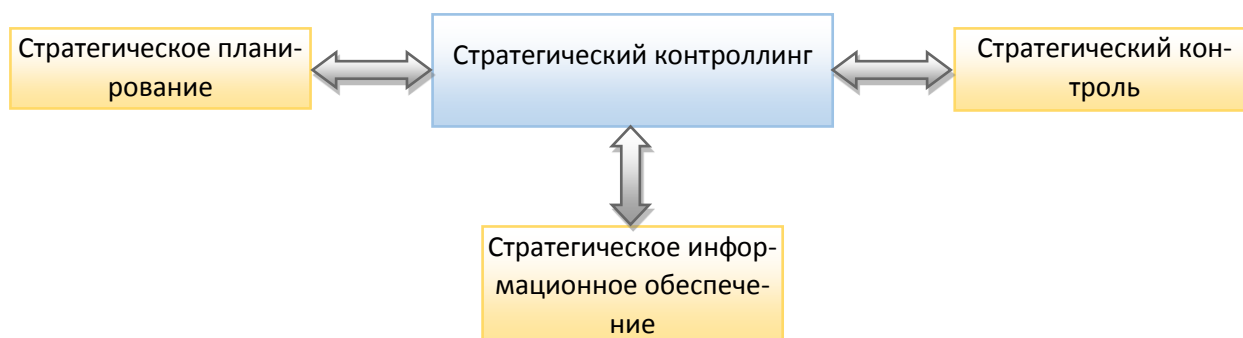 Стратегическое плани-
рование
Стратегический контроллинг
Стратегический кон-
троль
Стратегическое инфор-
мационное обеспече-
ние